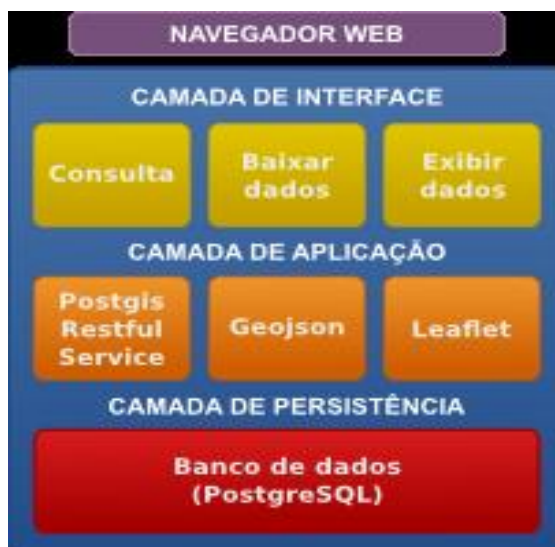 NAVEGADOR WEB
CAMADA DE INTERFACE
Consulta
Baixar
dados
Exibir
dados
CAMADA DE APLICAÇÃO
Postgis
Restful
Service
Geojson
Leaflet
CAMADA DE PERSISTÊNCIA
Banco de dados
(PostgreSQL)